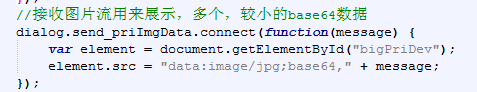 //接收图片流用来展示，多个，较小的base64数据
dialog.send_priImgData.connect(function(message) {
    var element = document.getElementById("bigPriDev");
    element.src = "data:image/jpg;base64," + message;
});